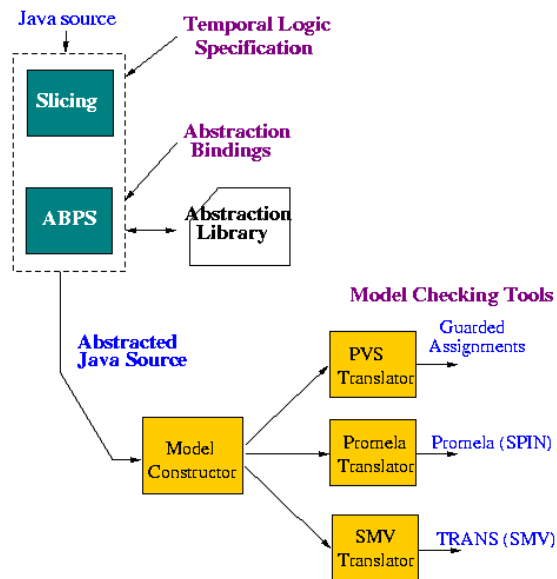 Java source
Temporal Logic
Specification
Slicing
Abstraction
Bindings
ABPS
Abstraction
Library
Model Checking Tools
Abstracted
Java Source
PVS
Translator
Guarded
Assignments
Model
Constructor
Promela
Translator
Promela (SPIN)
SMV
Translator
TRANS (SMV)